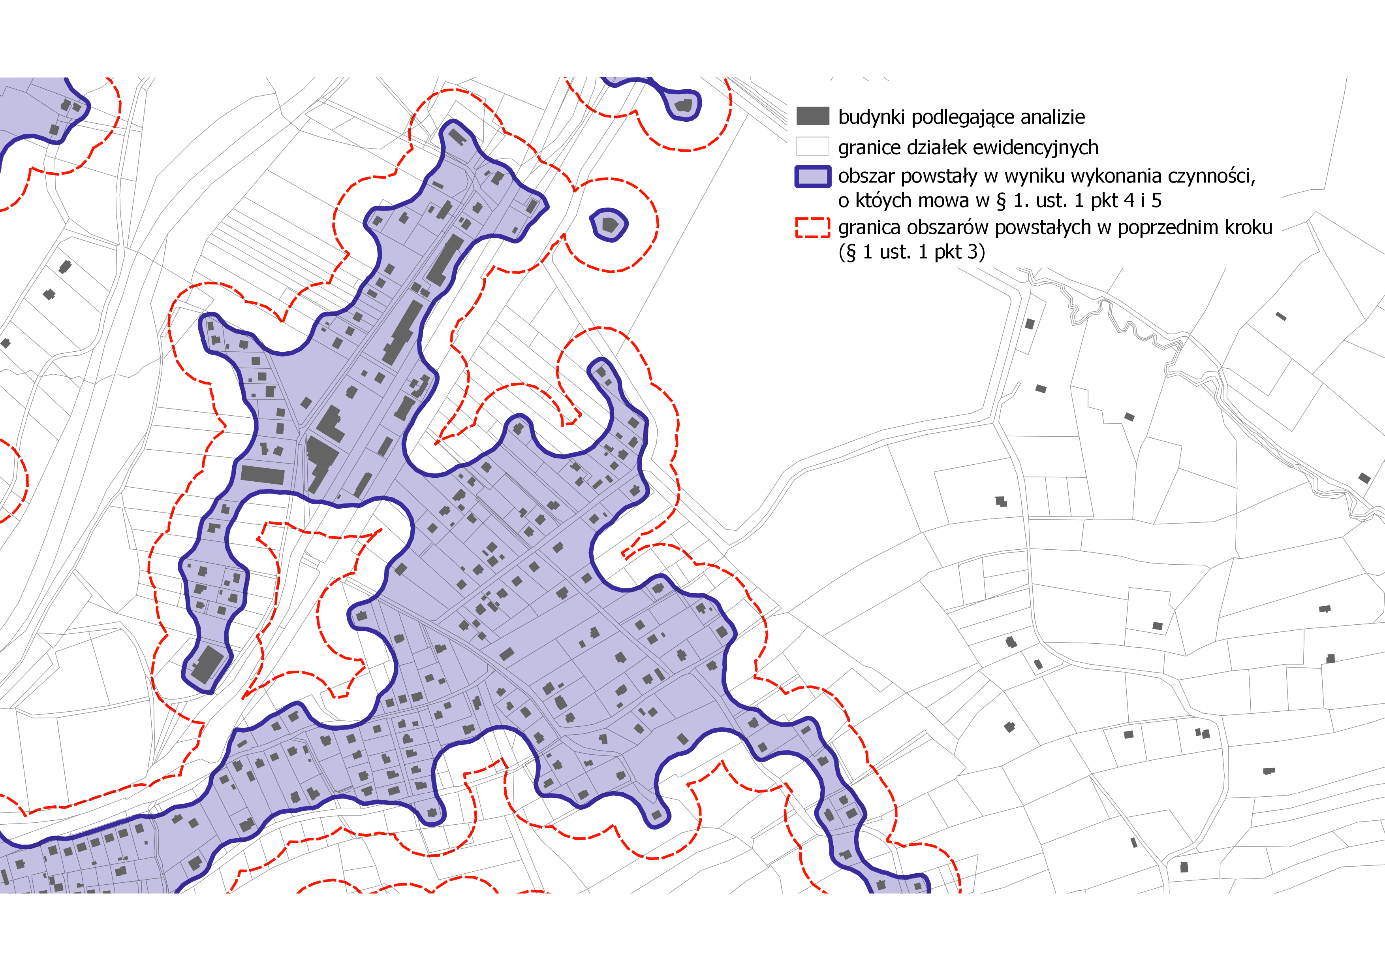 budynki podlegające analizie
granice działek ewidencyjnych
obszar powstały w wyniku wykonania czynności,
o któych mowa w § 1. ust. 1 pkt 4 i 5
granica obszarów powstałych w poprzednim kroku
(§ 1 ust. 1 pkt 3)